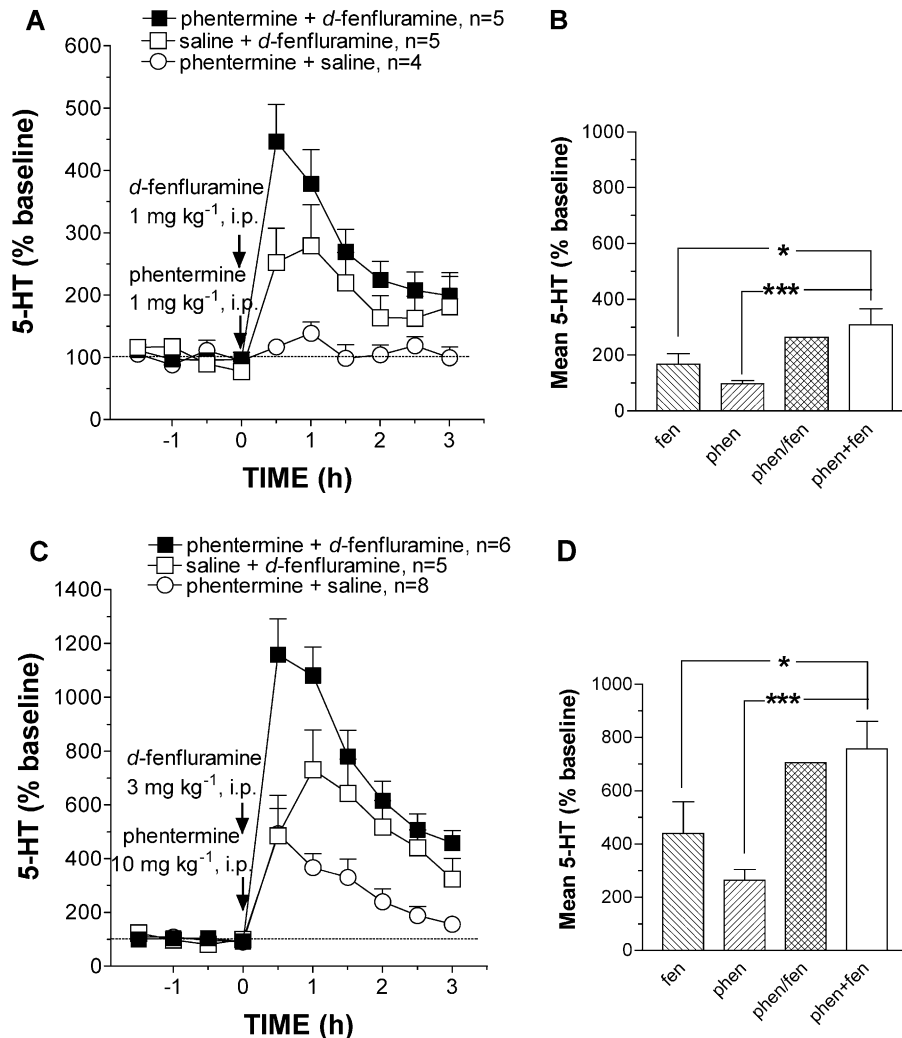 A
phentermine + d-fenfluramine, n=5
saline + d-fenfluramine, n=5
phentermine + saline, n=4
600
500
400
300
200
100
0
5-HT (% baseline)
d-fenfluramine
1 mg kg⁻¹, i.p.
phentermine
1 mg kg⁻¹, i.p.
-1 0 1 2 3
TIME (h)
B
1000
800
600
400
200
0
Mean 5-HT (% baseline)
*
***
fen phen phen/fen phen+fen
C
phentermine + d-fenfluramine, n=6
saline + d-fenfluramine, n=5
phentermine + saline, n=8
1400
1200
1000
800
600
400
200
0
5-HT (% baseline)
d-fenfluramine
3 mg kg⁻¹, i.p.
phentermine
10 mg kg⁻¹, i.p.
-1 0 1 2 3
TIME (h)
D
1000
800
600
400
200
0
Mean 5-HT (% baseline)
*
***
fen phen phen/fen phen+fen